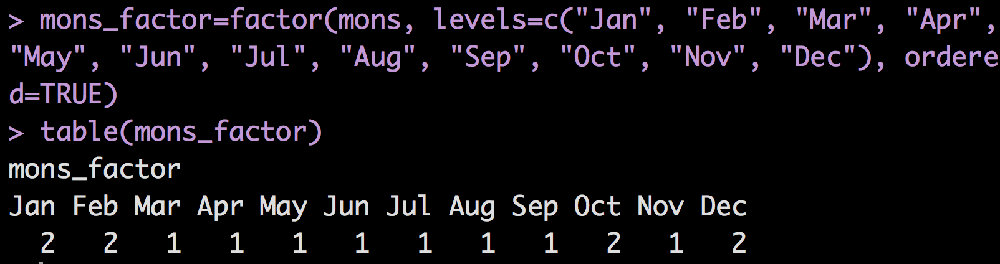 > mons_factor=factor(mons, levels=c("Jan", "Feb", "Mar", "Apr",
"May", "Jun", "Jul", "Aug", "Sep", "Oct", "Nov", "Dec"), ordere
d=TRUE)
> table(mons_factor)
mons_factor
Jan Feb Mar Apr May Jun Jul Aug Sep Oct Nov Dec
2 2 1 1 1 1 1 1 1 2 1 2